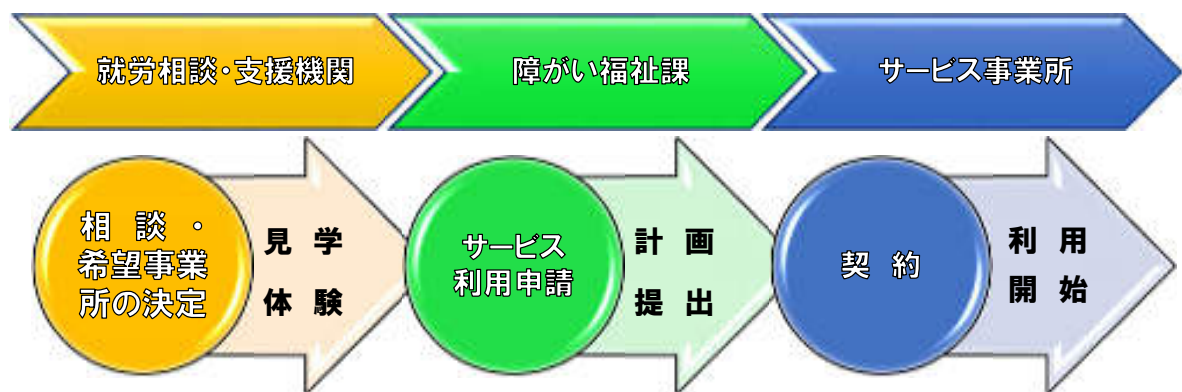 就労相談・支援機関
障がい福祉課
サービス事業所
相談・
希望事業
所の決定
見学
体験
サービス
利用申請
計画
提出
契約
利用
開始